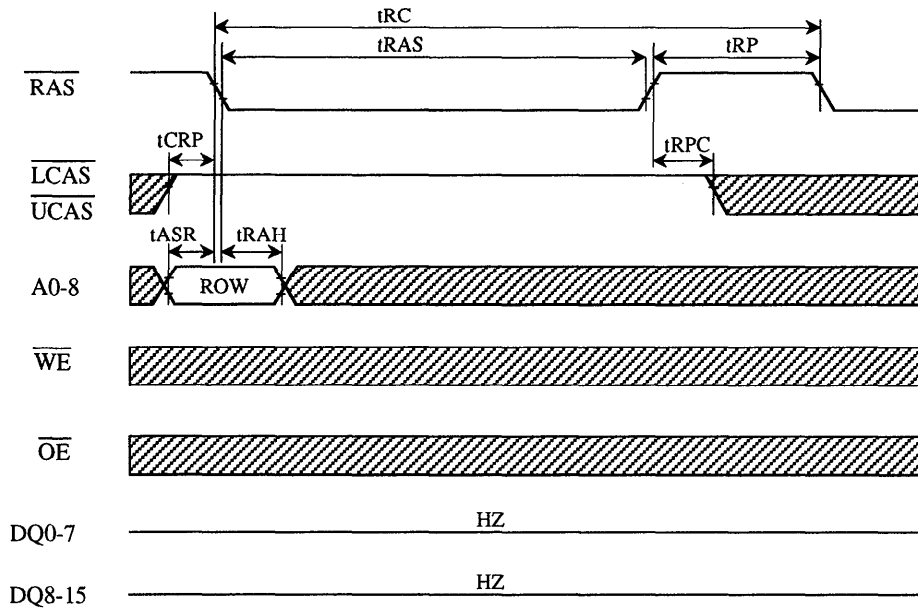 tRC
tRAS
tRP
RAS
tCRP
tRPC
LCAS
UCAS
tASR
tRAH
A0-8
ROW
WE
OE
HZ
DQ0-7
HZ
DQ8-15